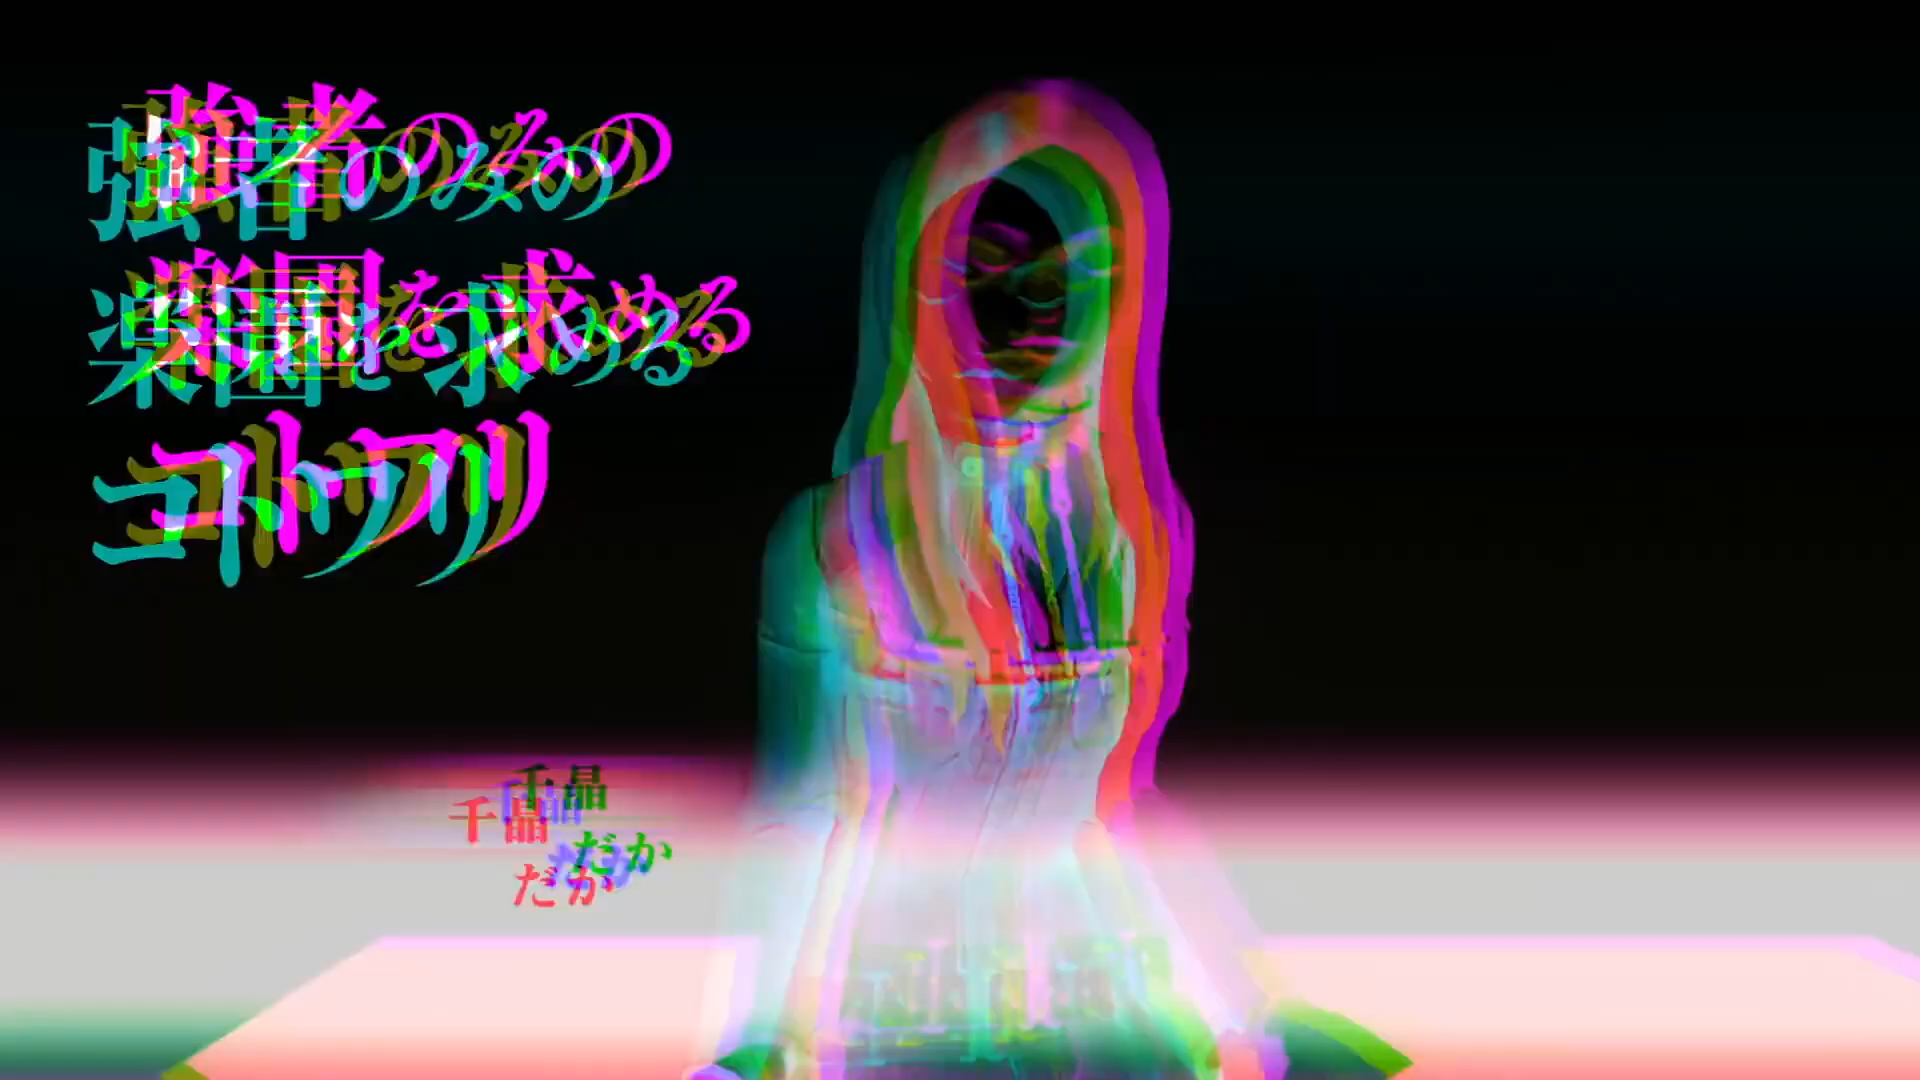 強者のみの
楽園を求める
コトワリ
千晶
だか